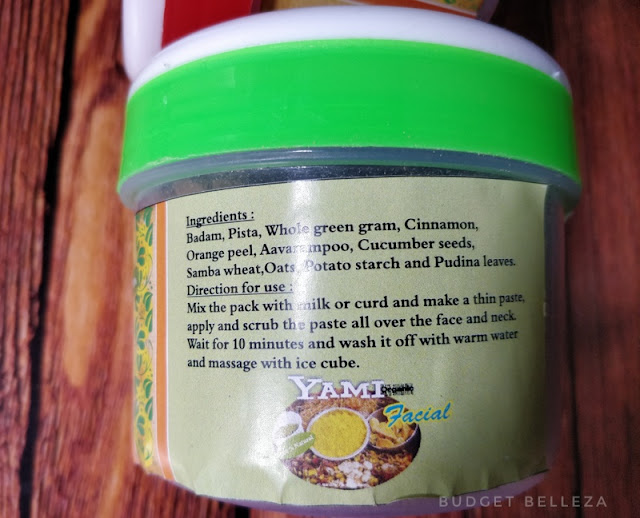 Ingredients :
Badam, Pista, Whole green gram, Cinnamon,
Orange peel, Aavarampoo, Cucumber seeds,
Samba wheat,Oats, Potato starch and Pudina leaves.
Direction for use :
Mix the pack with milk or curd and make a thin paste,
apply and scrub the paste all over the face and neck.
Wait for 10 minutes and wash it off with warm water
and massage with ice cube.
YAMI Organic
Facial
BUDGET BELLEZA